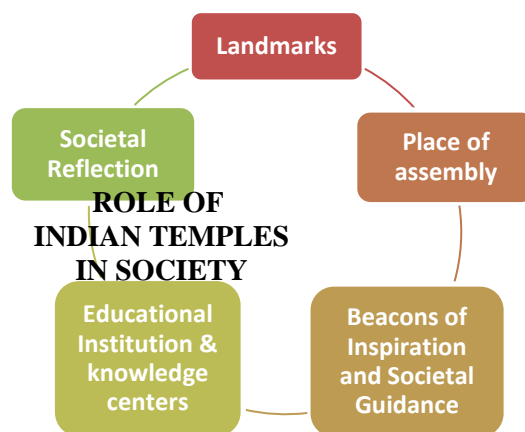 Landmarks
Place of
assembly
Beacons of
Inspiration
and Societal
Guidance
Educational
Institution &
knowledge
centers
Societal
Reflection
ROLE OF
INDIAN TEMPLES
IN SOCIETY